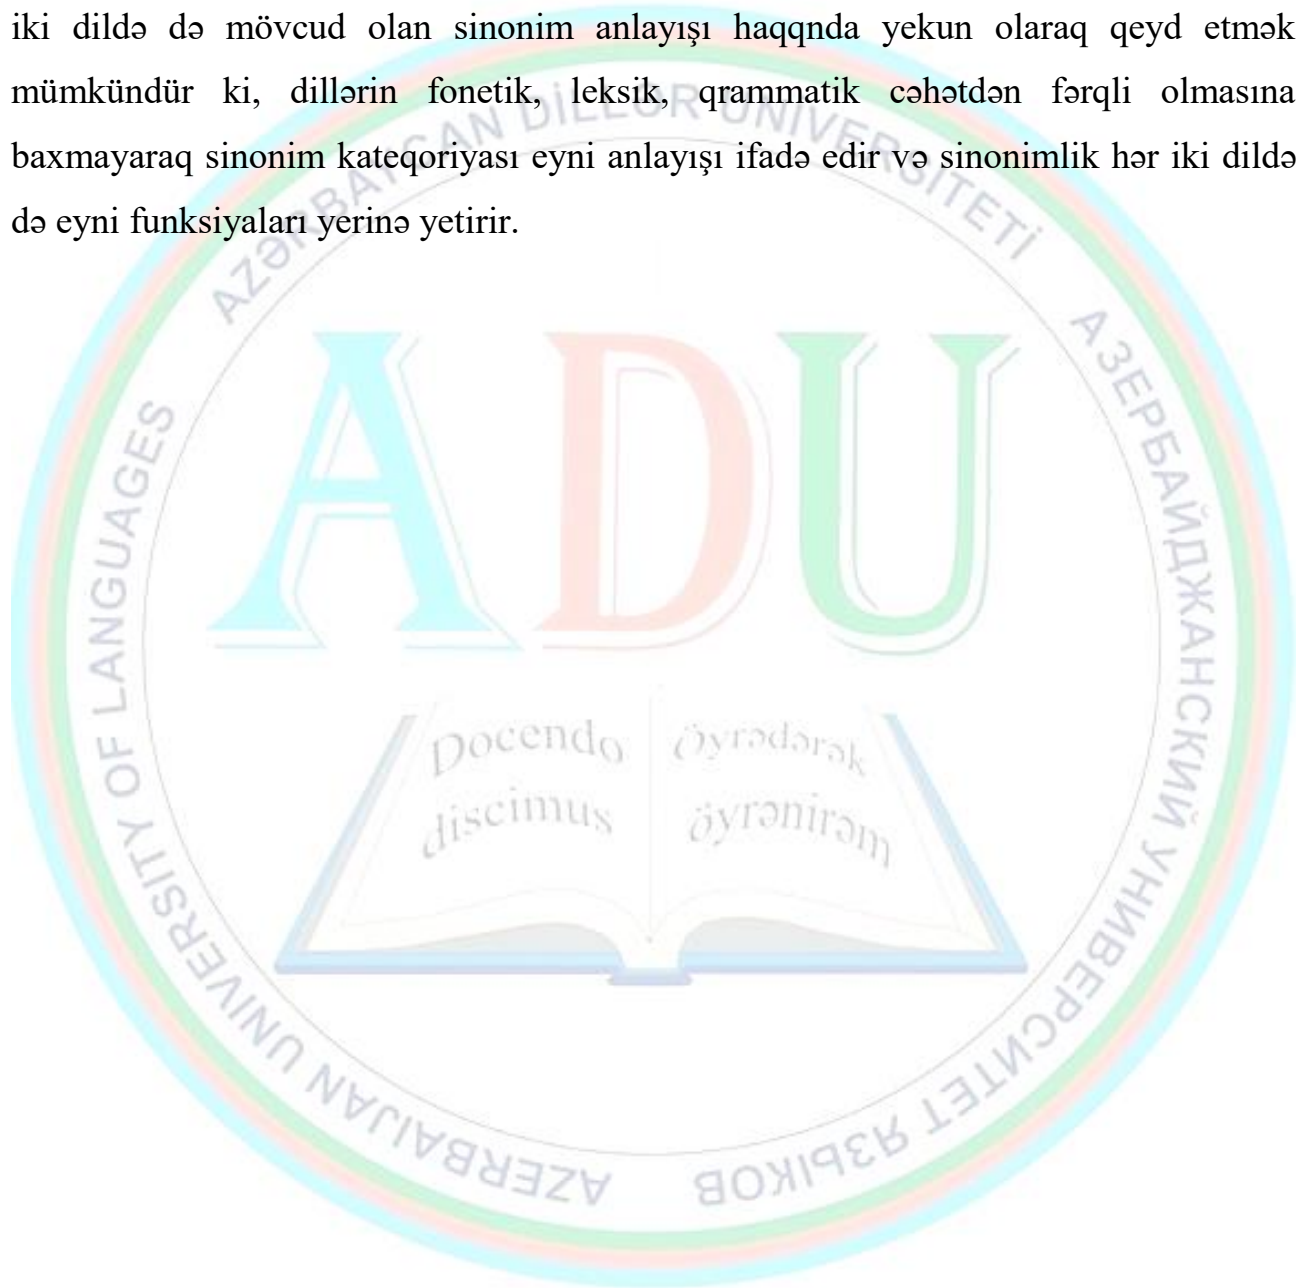 iki dildə də mövcud olan sinonim anlayışı haqqnda yekun olaraq qeyd etmək
mümkündür ki, dillərin fonetik, leksik, qrammatik cəhətdən fərqli olmasına
baxmayaraq sinonim kateqoriyası eyni anlayışı ifadə edir və sinonimlik hər iki dildə
də eyni funksiyaları yerinə yetirir.
AZƏRBAYCAN DİLLƏR UNİVERSİTETİ
АЗЕРБАЙДЖАНСКИЙ УНИВЕРСИТЕТ ЯЗЫКОВ
AZERBAIJAN UNIVERSITY OF LANGUAGES
ADU
Docendo
discimus
Öyrədərək
öyrənirəm